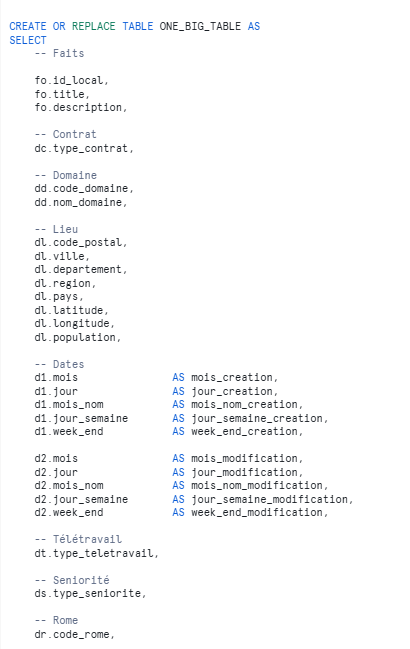 CREATE OR REPLACE TABLE ONE_BIG_TABLE AS
SELECT
-- Faits
fo.id_local,
fo.title,
fo.description,
-- Contrat
dc.type_contrat,
-- Domaine
dd.code_domaine,
dd.nom_domaine,
-- Lieu
dl.code_postal,
dl.ville,
dl.departement,
dl.region,
dl.pays,
dl.latitude,
dl.longitude,
dl.population,
-- Dates
d1.mois AS mois_creation,
d1.jour AS jour_creation,
d1.mois_nom AS mois_nom_creation,
d1.jour_semaine AS jour_semaine_creation,
d1.week_end AS week_end_creation,
d2.mois AS mois_modification,
d2.jour AS jour_modification,
d2.mois_nom AS mois_nom_modification,
d2.jour_semaine AS jour_semaine_modification,
d2.week_end AS week_end_modification,
-- Télétravail
dt.type_teletravail,
-- Seniorité
ds.type_seniorite,
-- Rome
dr.code_rome,